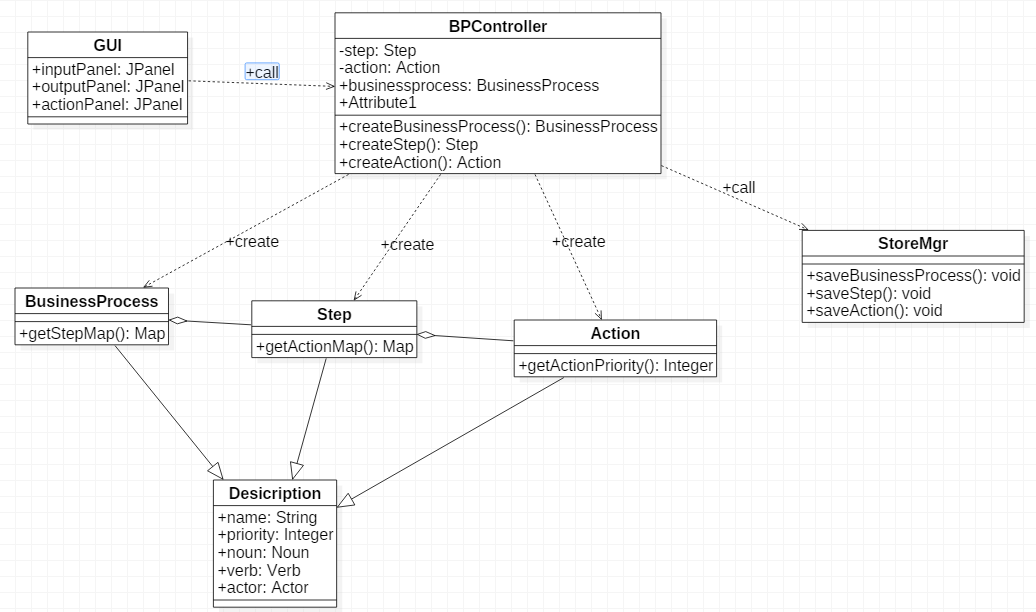 GUI
+inputPanel: JPanel
+outputPanel: JPanel
+actionPanel: JPanel
+call
BPController
-step: Step
-action: Action
+businessprocess: BusinessProcess
+Attribute1
+createBusinessProcess(): BusinessProcess
+createStep(): Step
+createAction(): Action
+call
+create
+create
+create
StoreMgr
+saveBusinessProcess(): void
+saveStep(): void
+saveAction(): void
BusinessProcess
+getStepMap(): Map
Step
+getActionMap(): Map
Action
+getActionPriority(): Integer
Desicription
+name: String
+priority: Integer
+noun: Noun
+verb: Verb
+actor: Actor